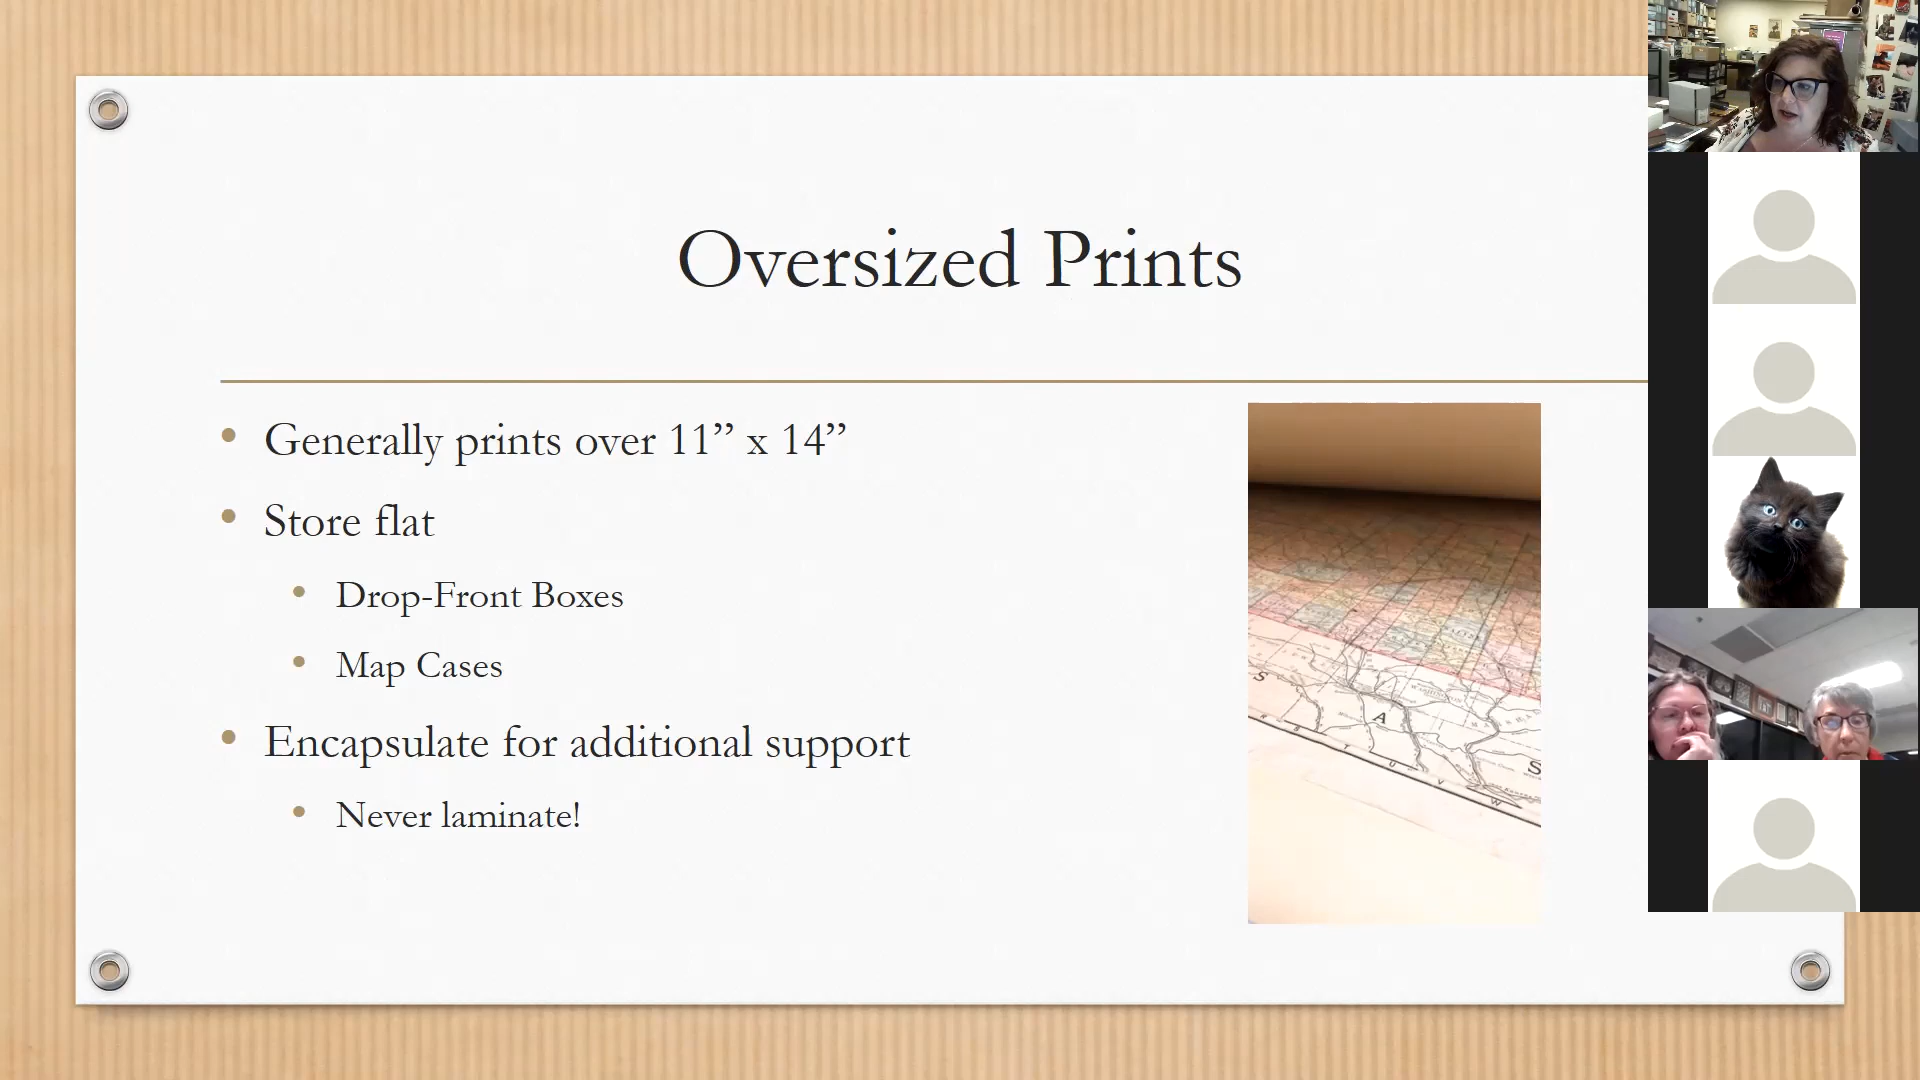 Oversized Prints
Generally prints over 11” x 14”
Store flat
Drop-Front Boxes
Map Cases
Encapsulate for additional support
Never laminate!
S
A
S
T
U
V
W